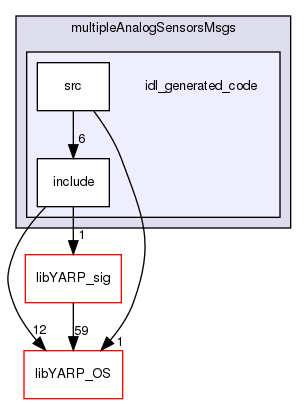 multipleAnalogSensorsMsgs
src
idl_generated_code
6
include
1
libYARP_sig
12
59
1
libYARP_OS